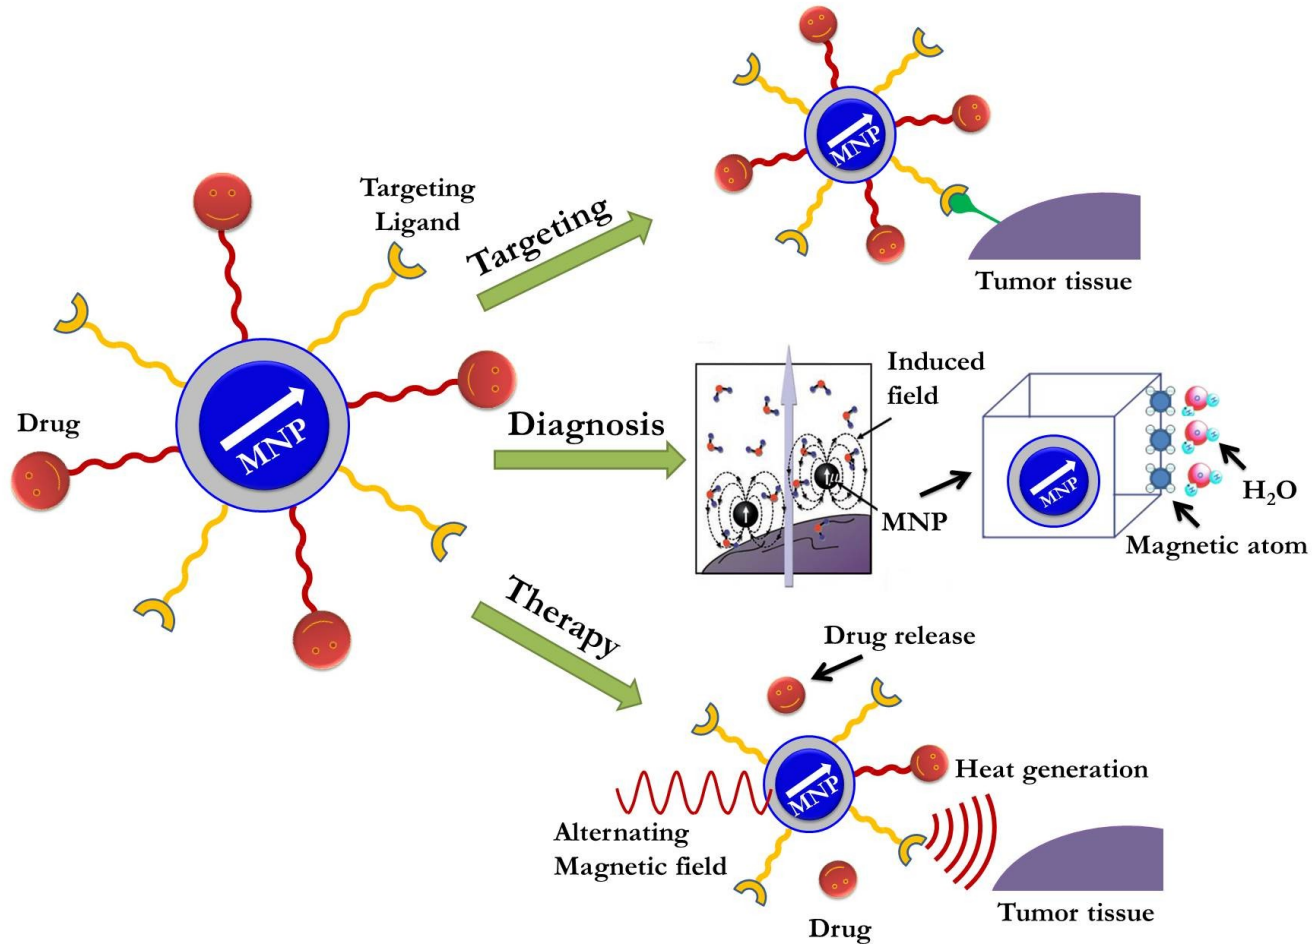 Targeting
Ligand
Drug
MNP
Targeting
MNP
Tumor tissue
Diagnosis
Induced
field
μ
MNP
MNP
H₂O
Magnetic atom
Therapy
Drug release
MNP
Heat generation
Alternating
Magnetic field
Drug
Tumor tissue